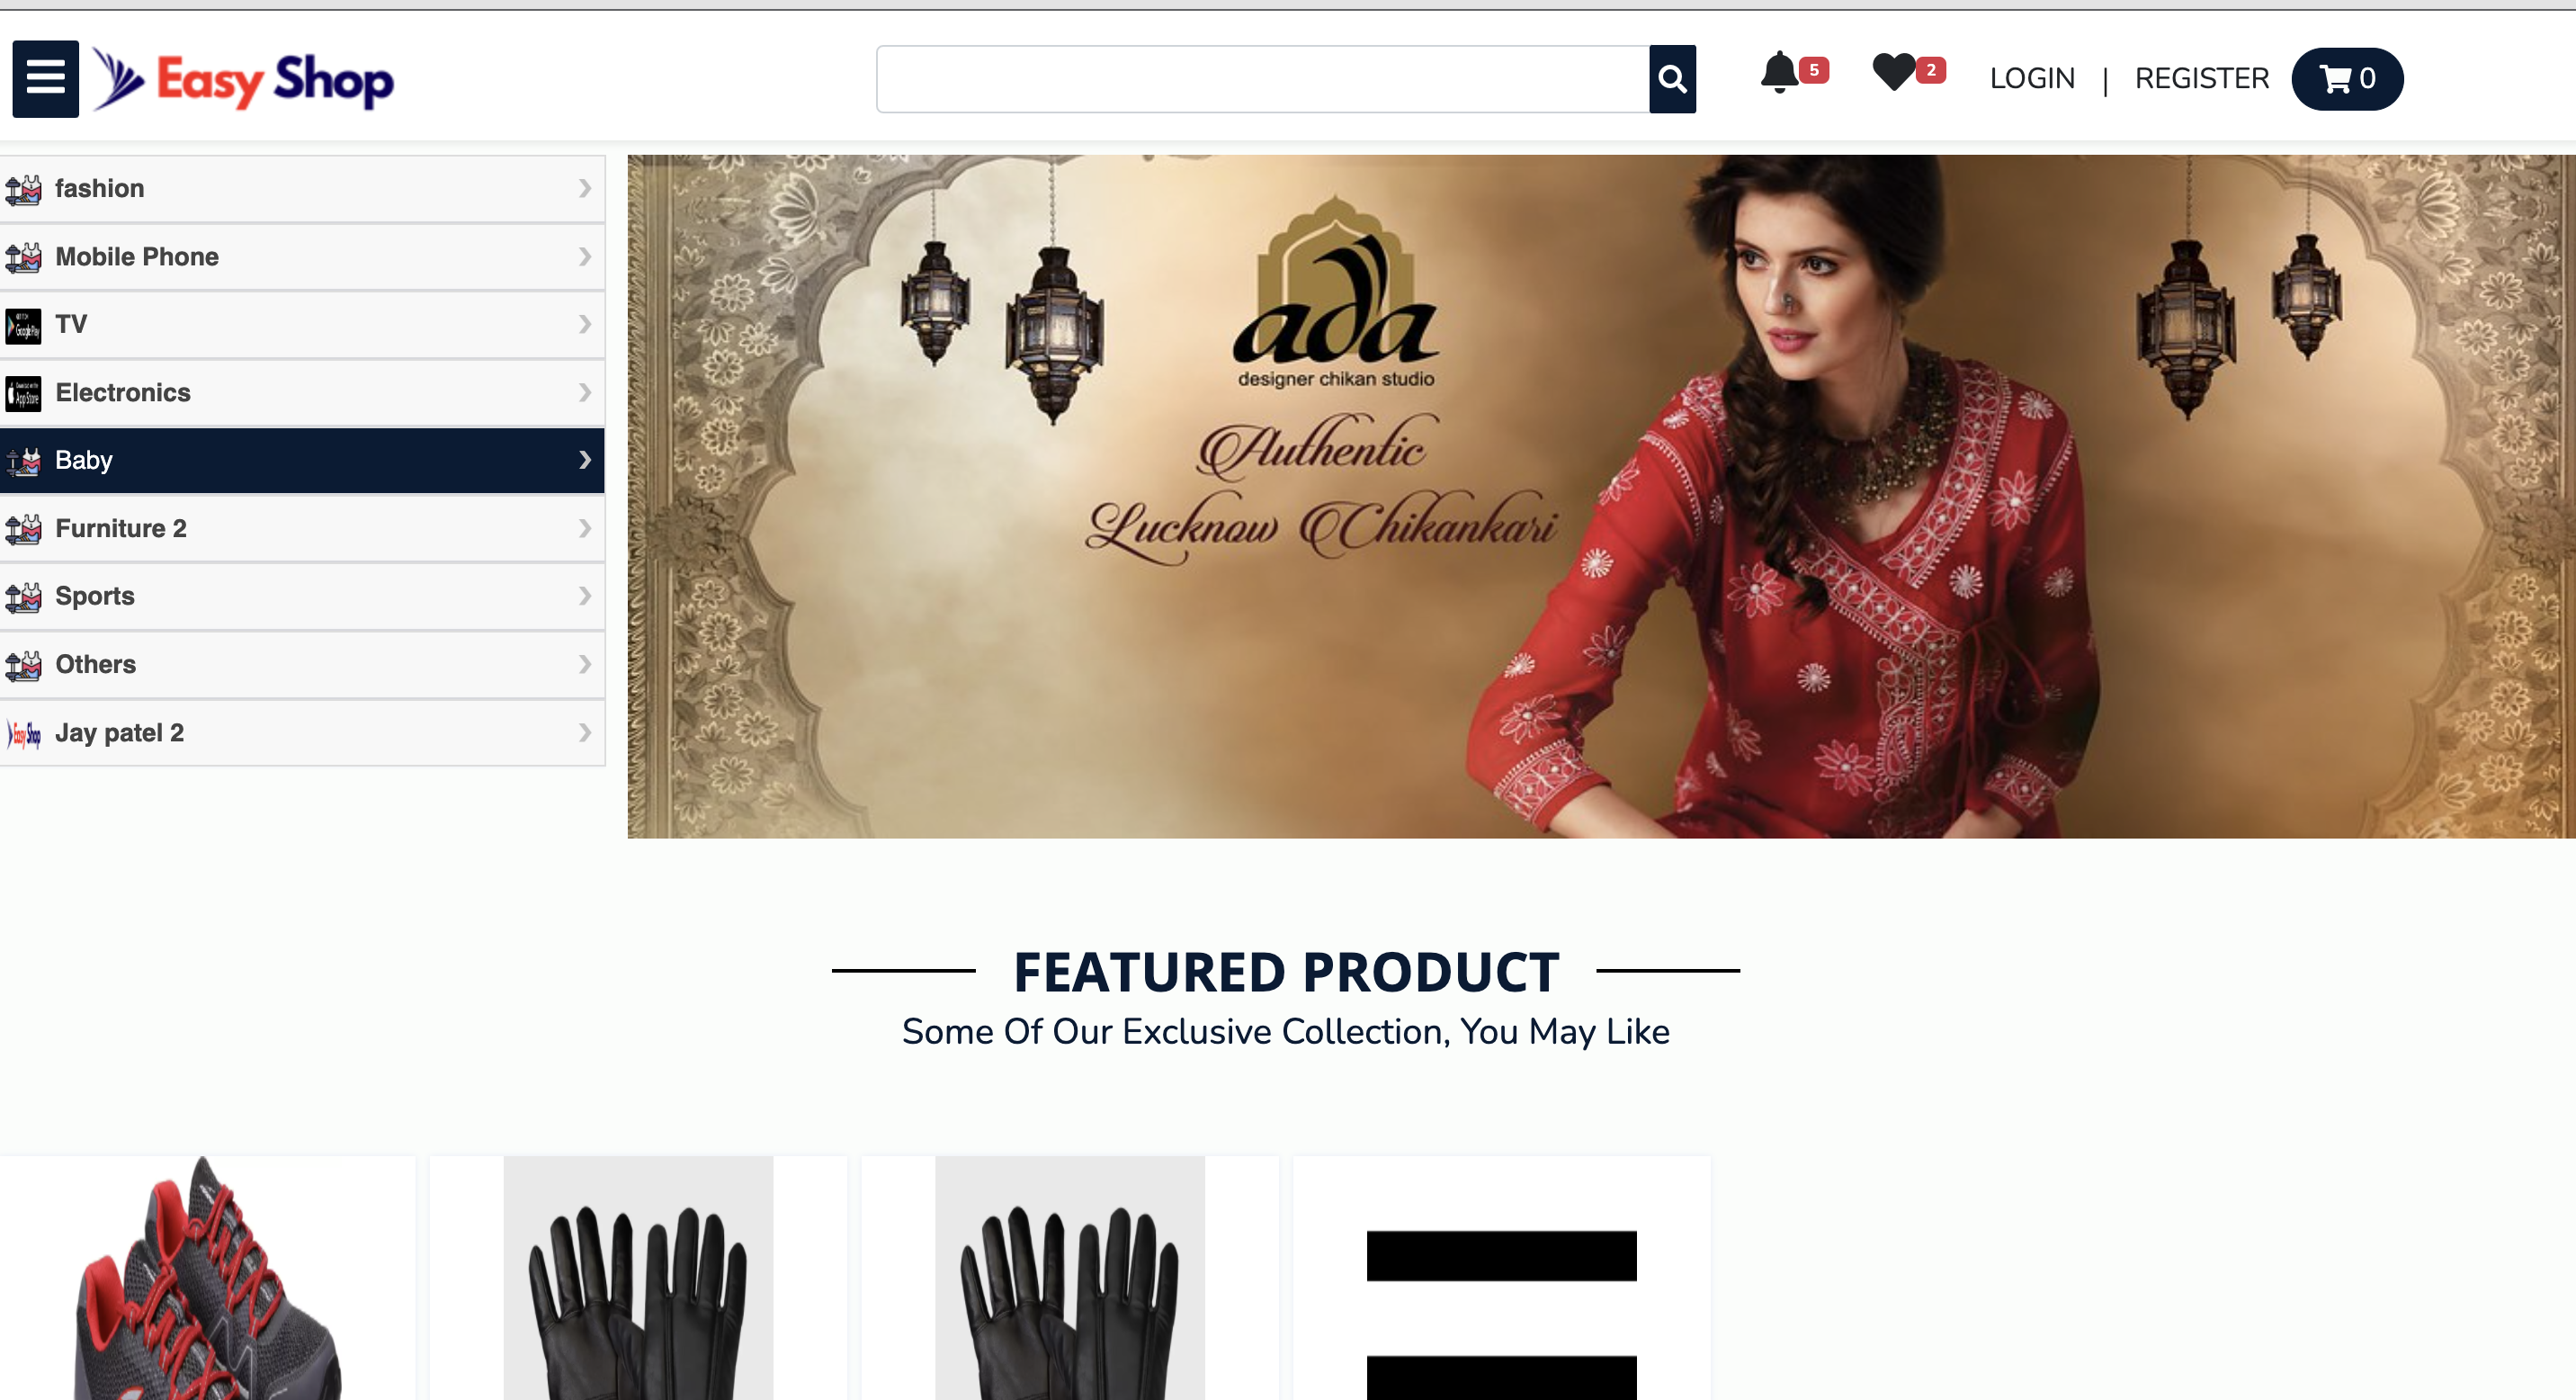 Easy Shop
5
2
LOGIN | REGISTER
0
fashion
Mobile Phone
TV
Electronics
Baby
Furniture 2
Sports
Others
Jay patel 2
ada
designer chikan studio
Authentic
Lucknow Chikankari
FEATURED PRODUCT
Some Of Our Exclusive Collection, You May Like